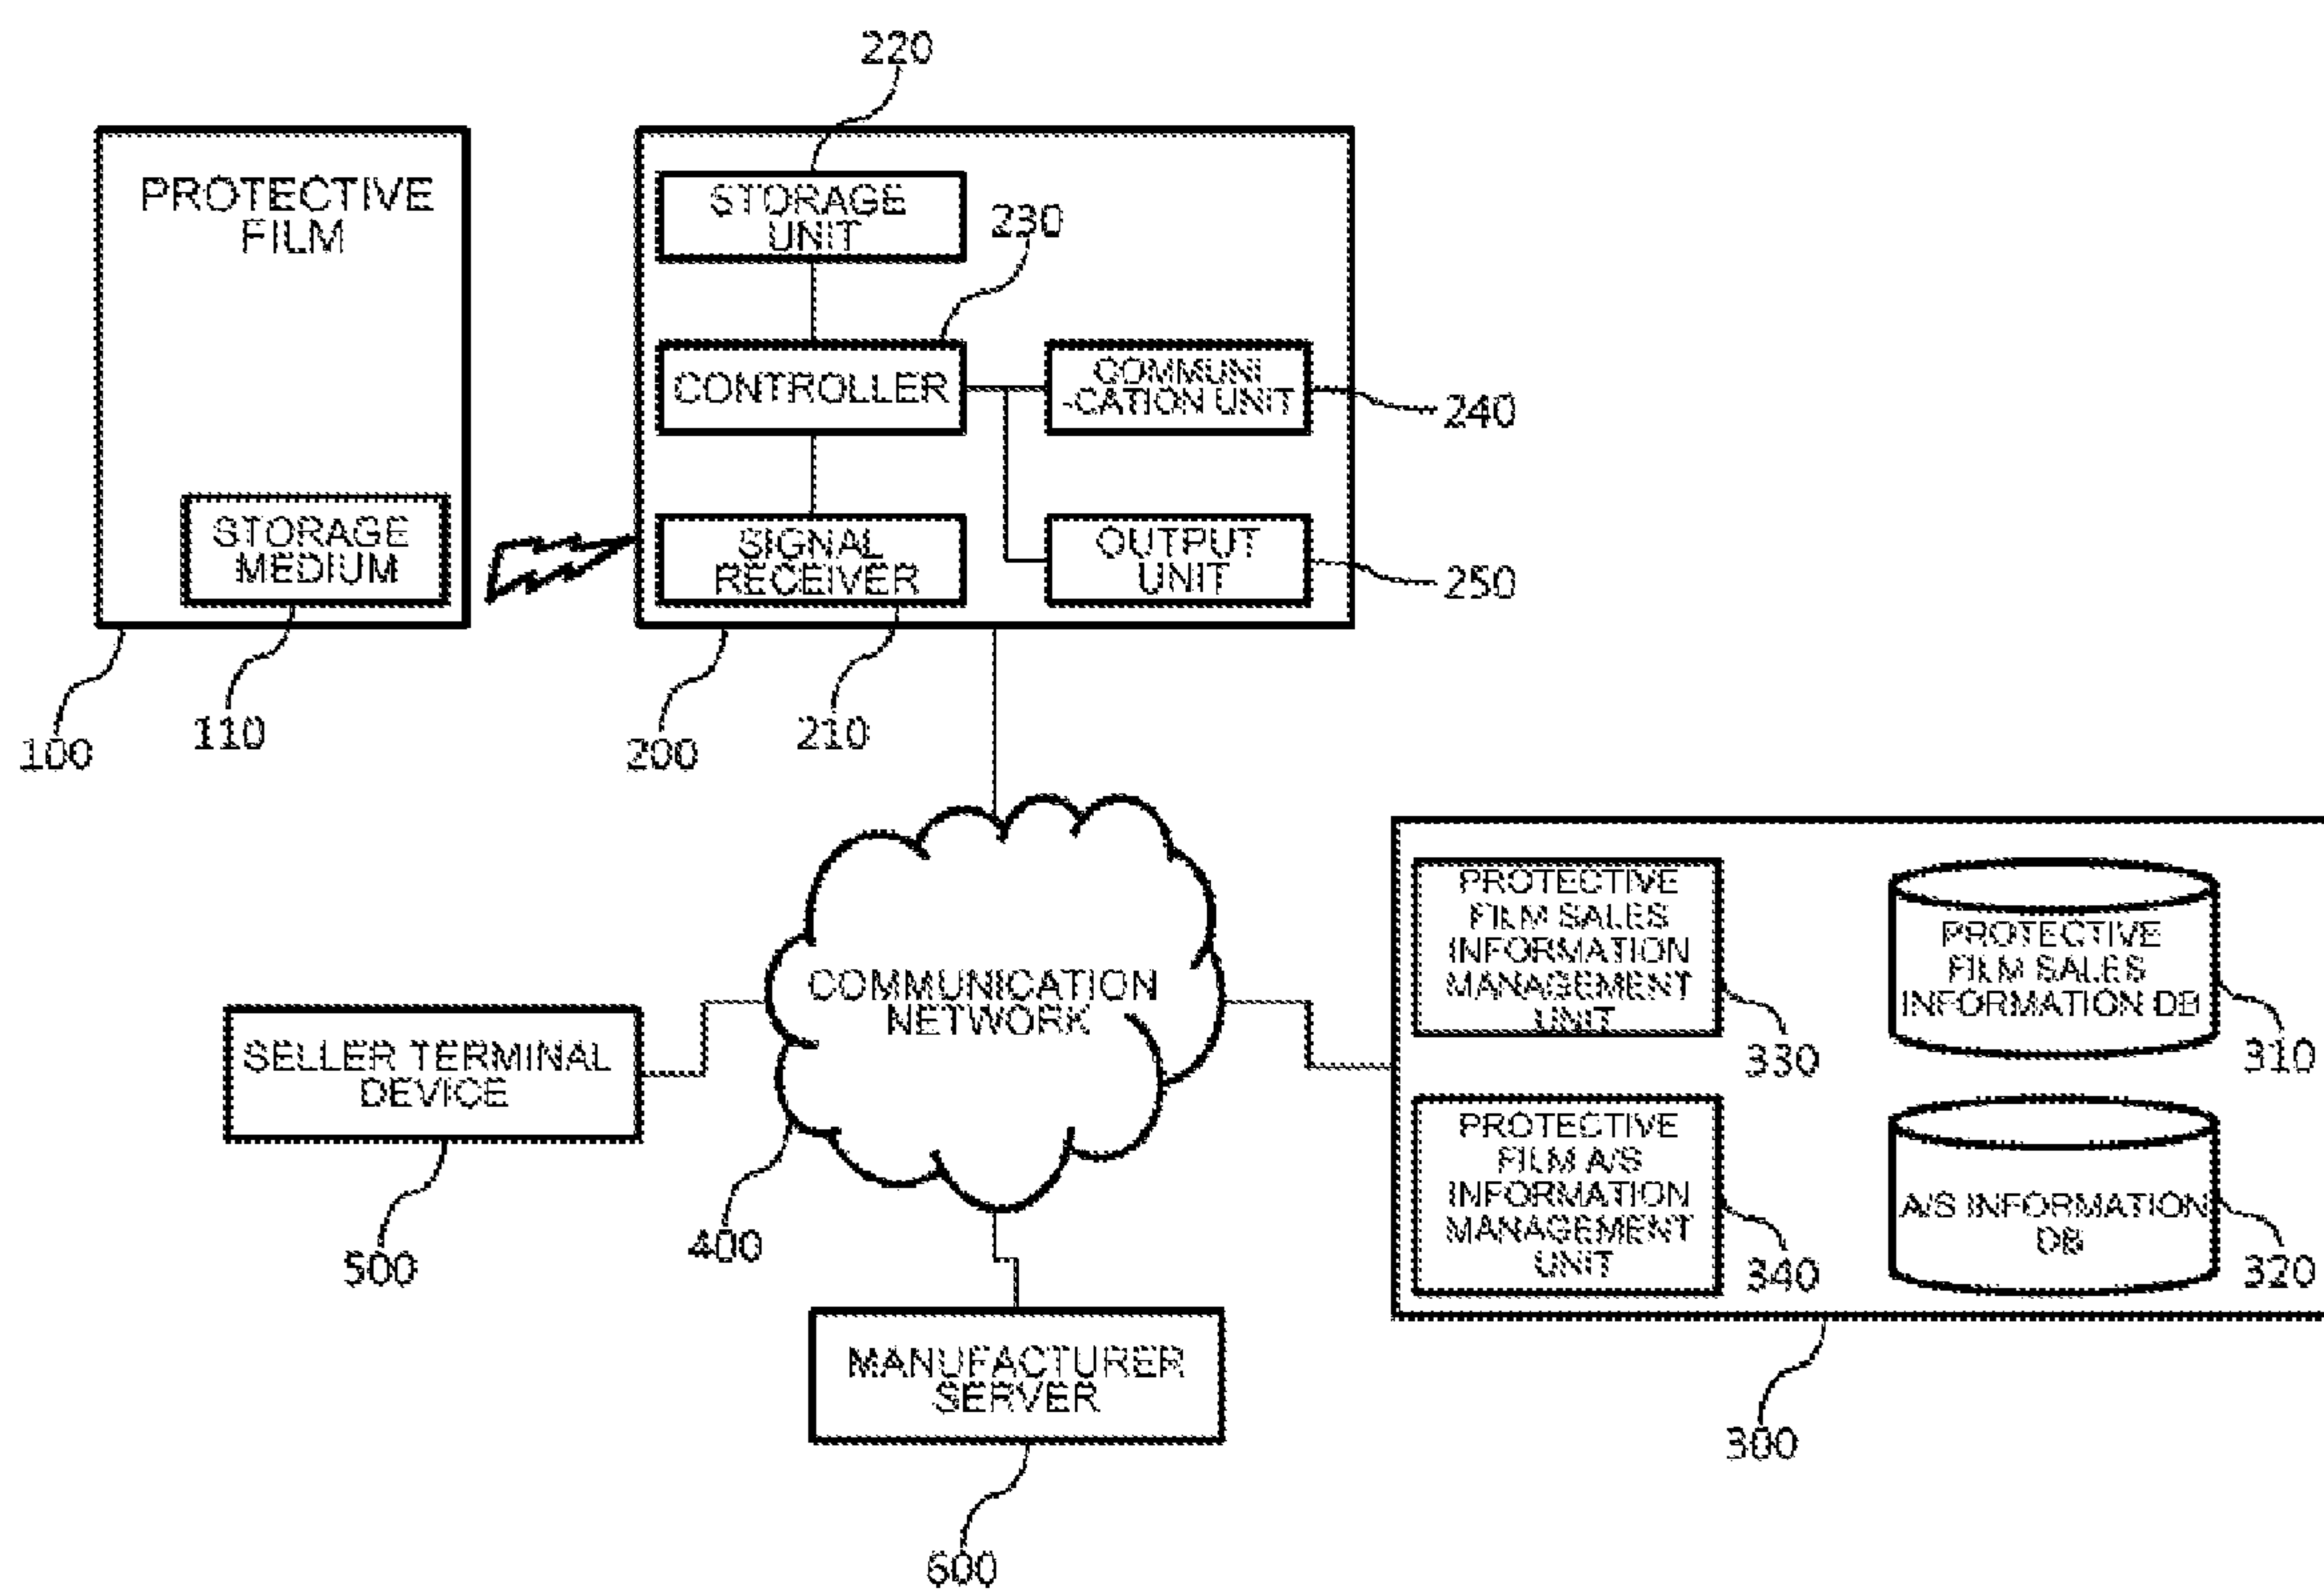 220
PROTECTIVE
FILM
STORAGE
UNIT
230
CONTROLLER
COMMUNI
-CATION UNIT
240
STORAGE
MEDIUM
SIGNAL
RECEIVER
OUTPUT
UNIT
250
100
110
200
210
COMMUNICATION
NETWORK
PROTECTIVE
FILM SALES
INFORMATION
MANAGEMENT
UNIT
330
PROTECTIVE
FILM SALES
INFORMATION DB
310
SELLER TERMINAL
DEVICE
500
400
PROTECTIVE
FILM A/S
INFORMATION
MANAGEMENT
UNIT
340
A/S INFORMATION
DB
320
MANUFACTURER
SERVER
300
600